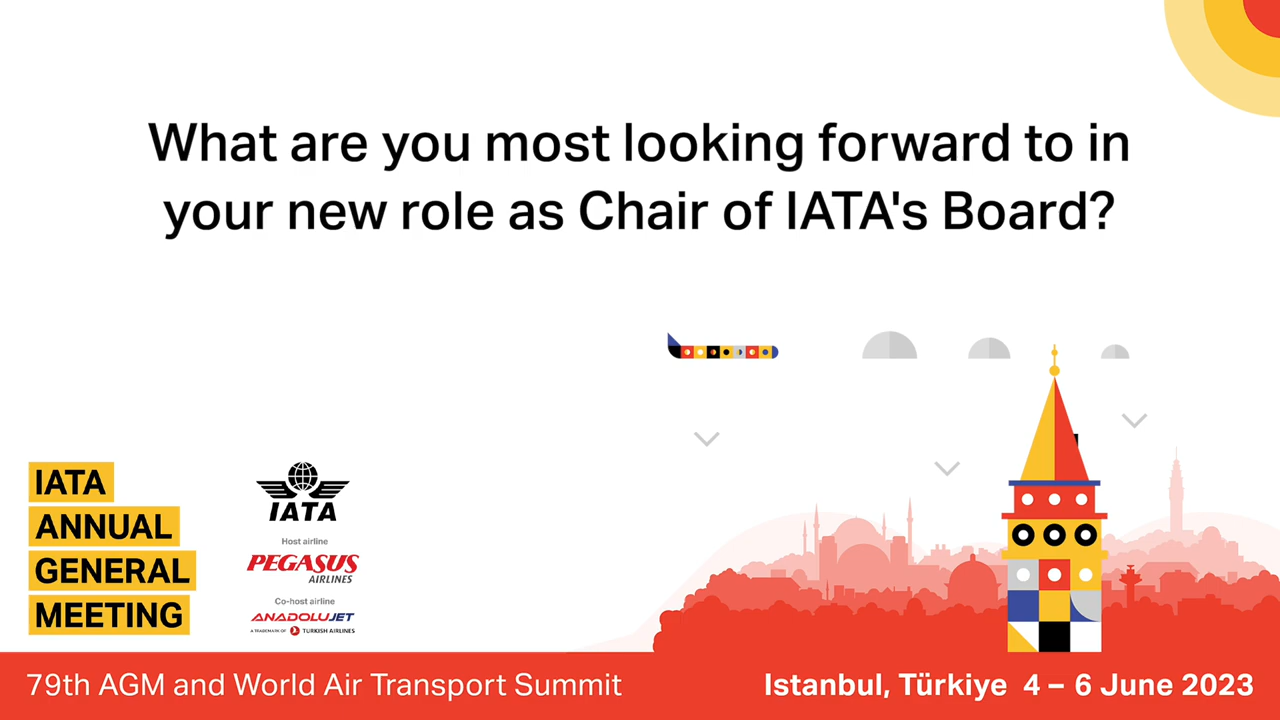 What are you most looking forward to in
your new role as Chair of IATA's Board?
IATA
ANNUAL
GENERAL
MEETING
IATA
Host airline
PEGASUS
AIRLINES
Co-host airline
ANADOLUJET
A TRADEMARK OF TURKISH AIRLINES
79th AGM and World Air Transport Summit
Istanbul, Türkiye 4 – 6 June 2023